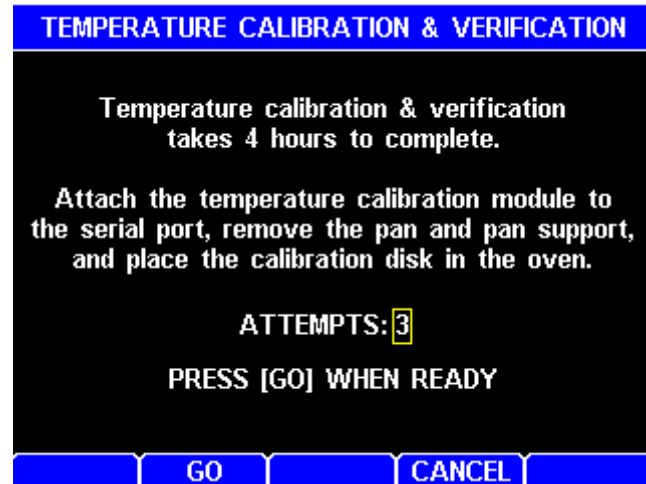 TEMPERATURE CALIBRATION & VERIFICATION
Temperature calibration & verification
takes 4 hours to complete.
Attach the temperature calibration module to
the serial port, remove the pan and pan support,
and place the calibration disk in the oven.
ATTEMPTS: 3
PRESS [GO] WHEN READY
GO CANCEL